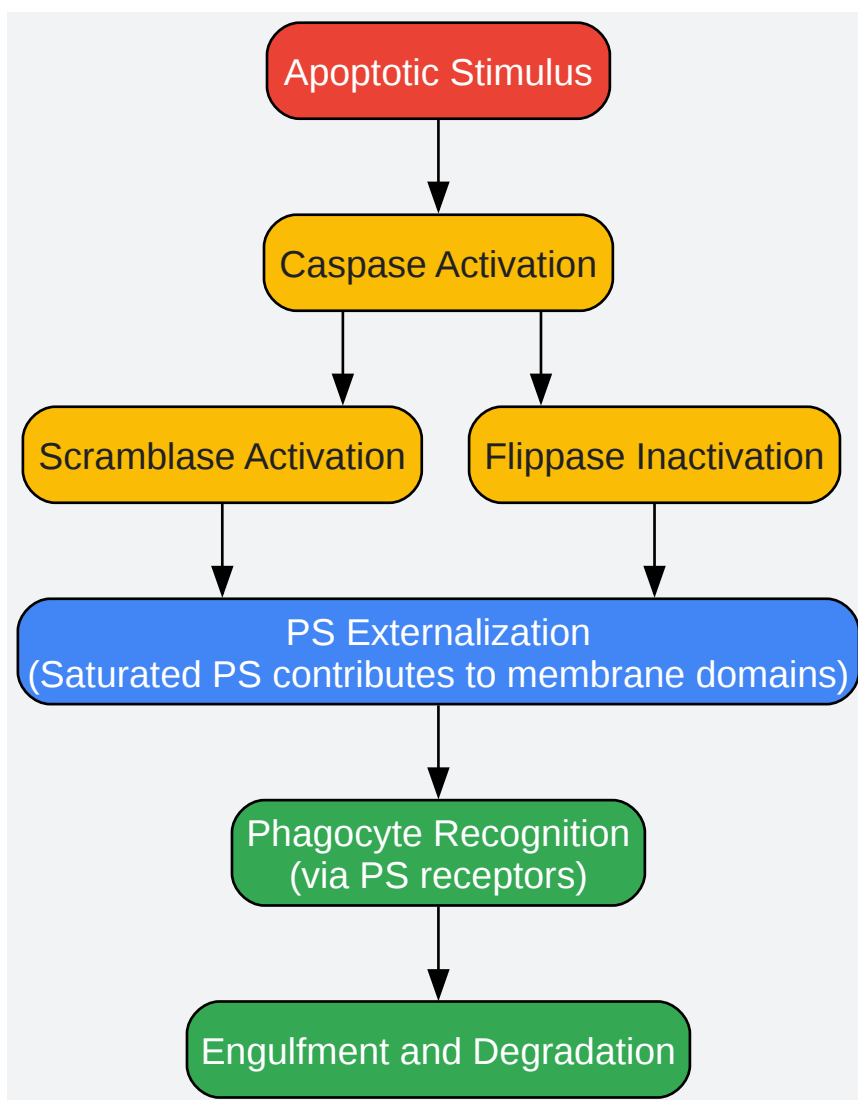 Apoptotic Stimulus
Caspase Activation
Scramblase Activation
Flippase Inactivation
PS Externalization
(Saturated PS contributes to membrane domains)
Phagocyte Recognition
(via PS receptors)
Engulfment and Degradation